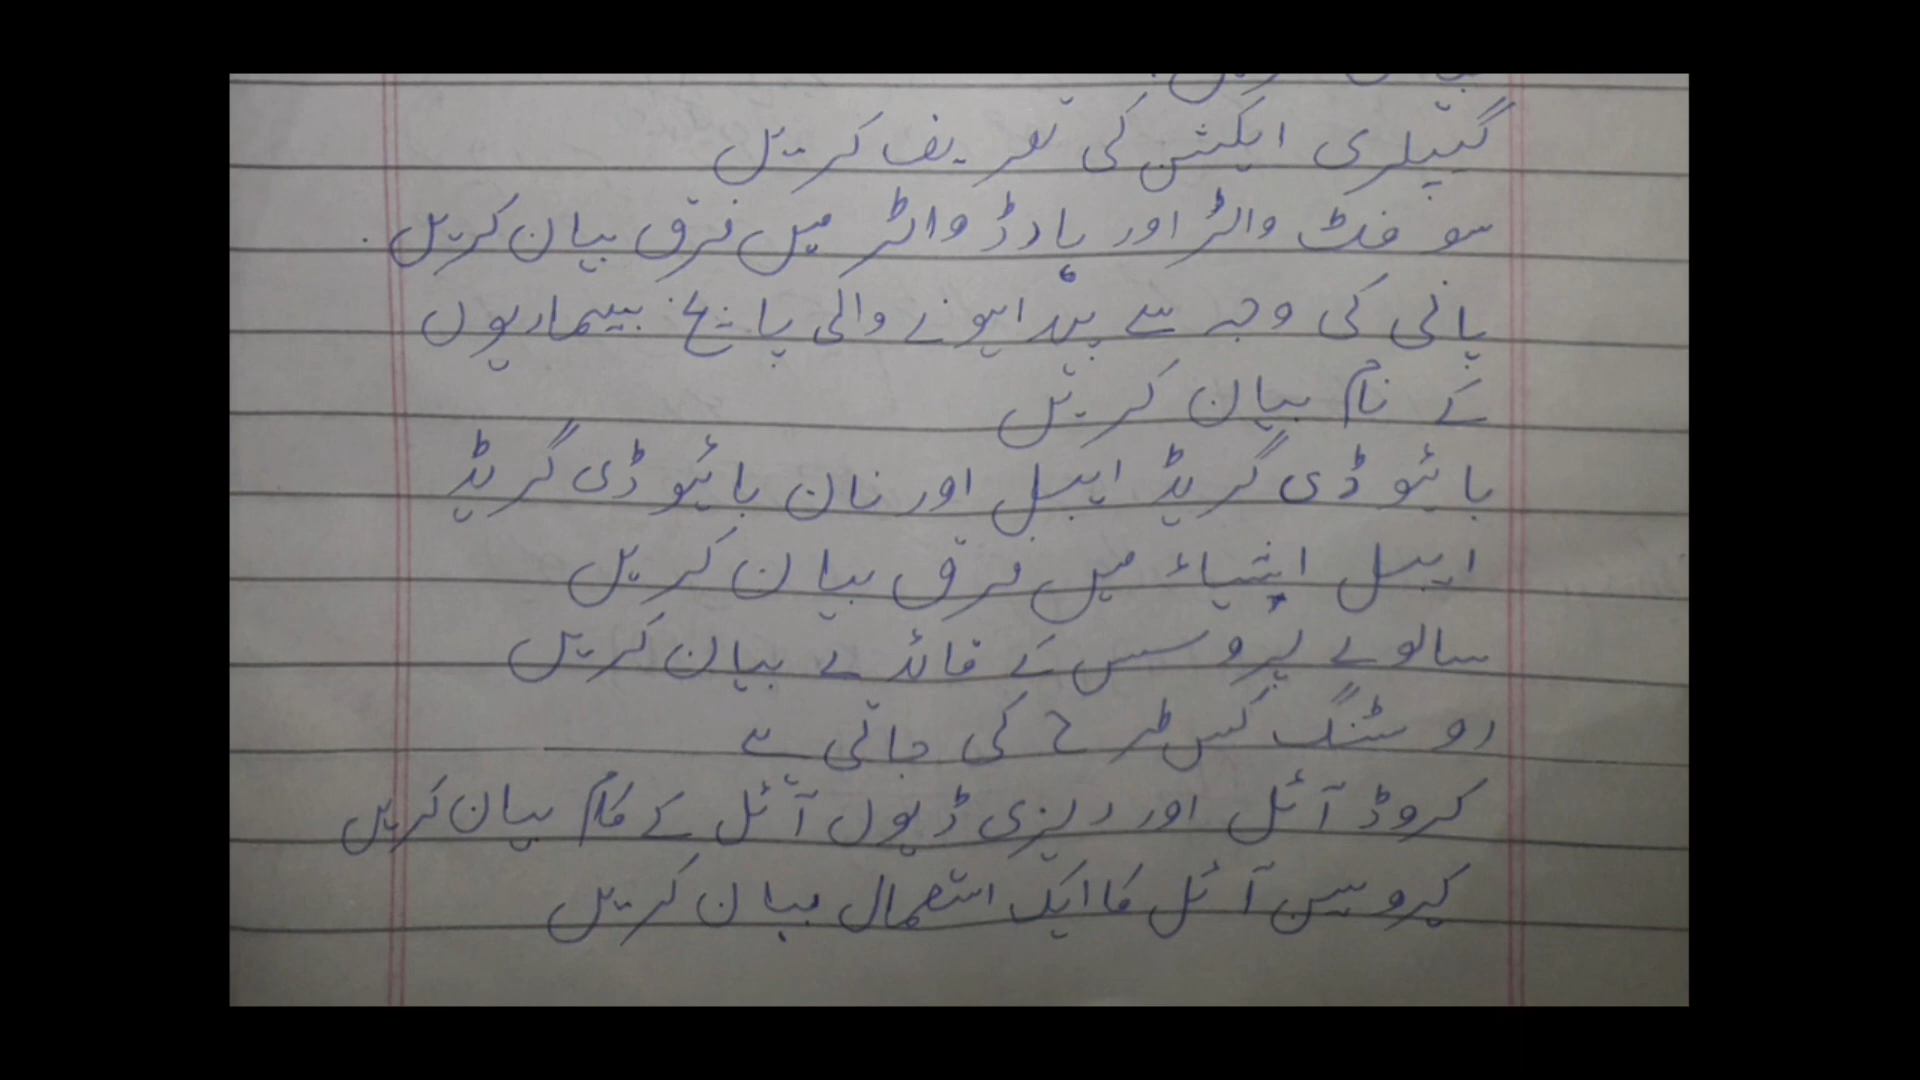 کیپلری ایکشن کی تعریف کریں
سوفٹ واٹر اور ہارڈ واٹر میں فرق بیان کریں.
پانی کی وجہ سے پیدا ہونے والی پانچ بیماریوں
کے نام بیان کریں
بائیو ڈی گریڈ ایبل اور نان بائیو ڈی گریڈ
ایبل اشیاء میں فرق بیان کریں
سالوے پروسس کے فائدے بیان کریں
روسٹنگ کس طرح کی جاتی ہے
کروڈ آئل اور ریزی ڈیول آئل کے کام بیان کریں
کیروسین آئل کا ایک استعمال بیان کریں